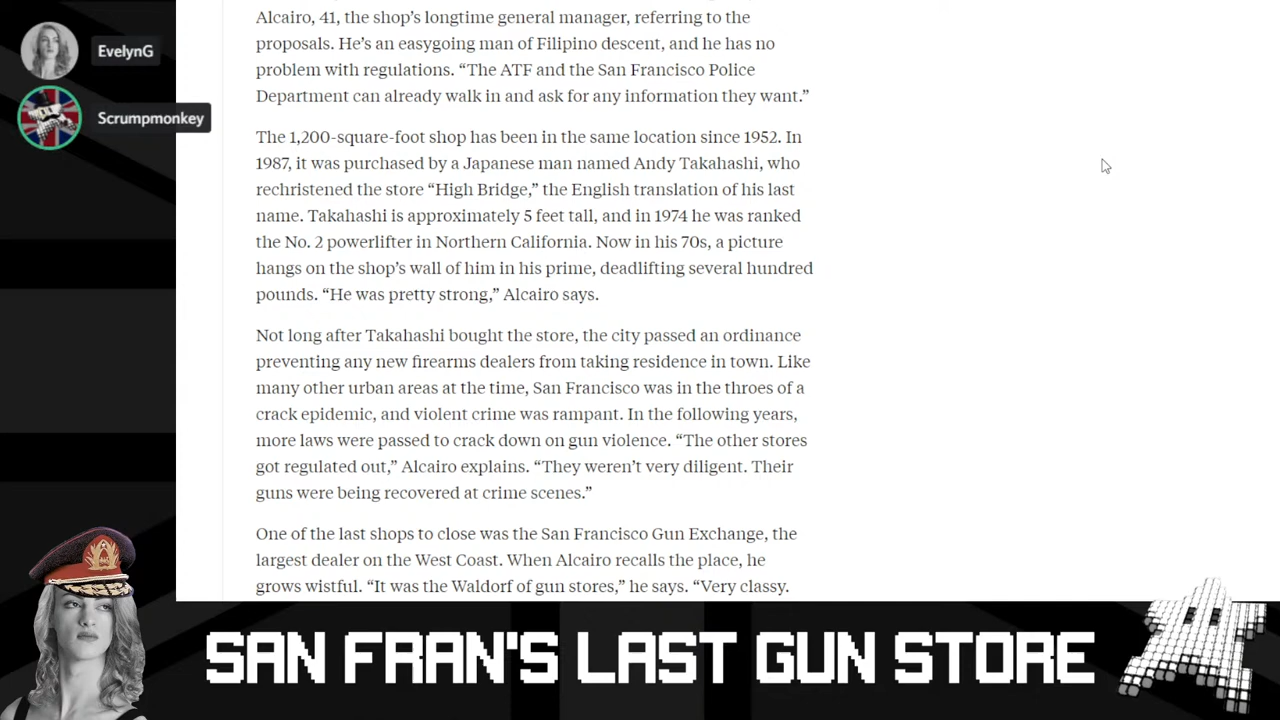 EvelynG
Scrumpmonkey
Alcairo, 41, the shop’s longtime general manager, referring to the
proposals. He’s an easygoing man of Filipino descent, and he has no
problem with regulations. “The ATF and the San Francisco Police
Department can already walk in and ask for any information they want.”
The 1,200-square-foot shop has been in the same location since 1952. In
1987, it was purchased by a Japanese man named Andy Takahashi, who
rechristened the store “High Bridge,” the English translation of his last
name. Takahashi is approximately 5 feet tall, and in 1974 he was ranked
the No. 2 powerlifter in Northern California. Now in his 70s, a picture
hangs on the shop’s wall of him in his prime, deadlifting several hundred
pounds. “He was pretty strong,” Alcairo says.
Not long after Takahashi bought the store, the city passed an ordinance
preventing any new firearms dealers from taking residence in town. Like
many other urban areas at the time, San Francisco was in the throes of a
crack epidemic, and violent crime was rampant. In the following years,
more laws were passed to crack down on gun violence. “The other stores
got regulated out,” Alcairo explains. “They weren’t very diligent. Their
guns were being recovered at crime scenes.”
One of the last shops to close was the San Francisco Gun Exchange, the
largest dealer on the West Coast. When Alcairo recalls the place, he
grows wistful. “It was the Waldorf of gun stores,” he says. “Very classy.
SAN FRAN'S LAST GUN STORE